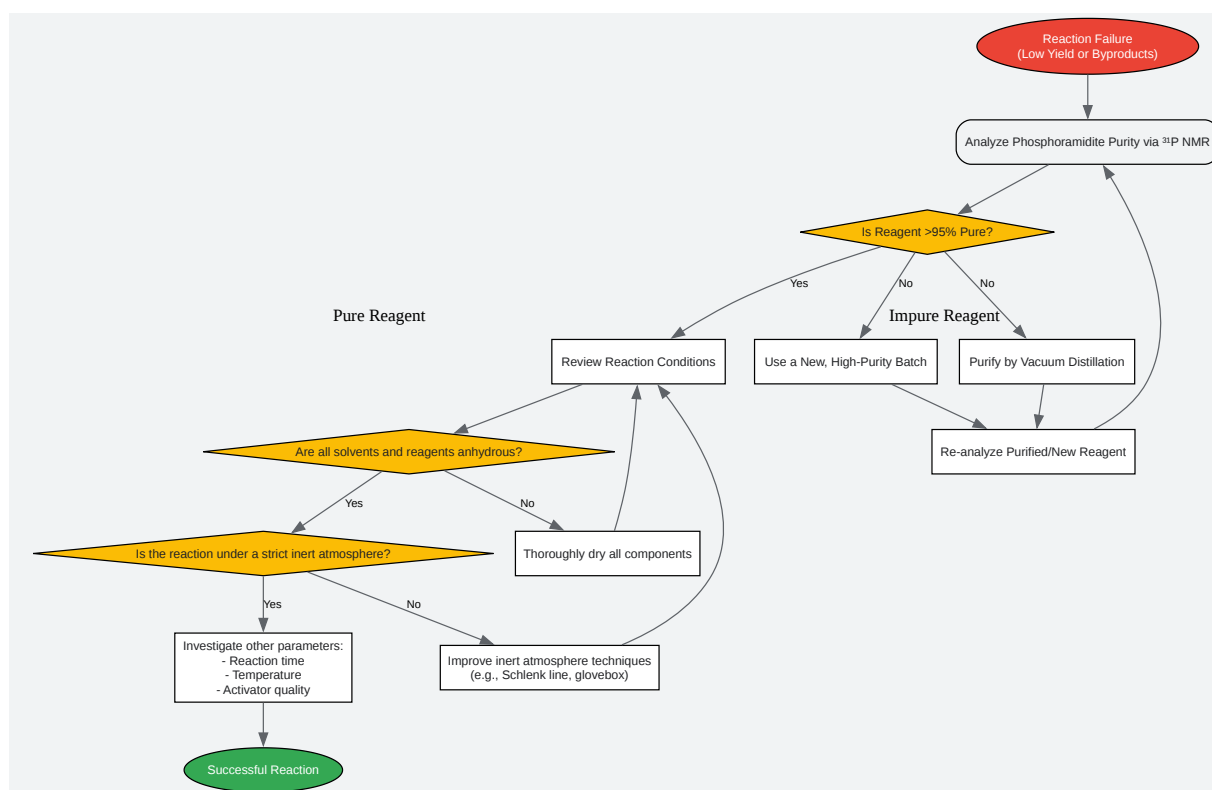 Reaction Failure
(Low Yield or Byproducts)
Analyze Phosphoramidite Purity via ³¹P NMR
Is Reagent >95% Pure?
Yes
No
No
Pure Reagent
Impure Reagent
Review Reaction Conditions
Use a New, High-Purity Batch
Purify by Vacuum Distillation
Are all solvents and reagents anhydrous?
Re-analyze Purified/New Reagent
Yes
No
Is the reaction under a strict inert atmosphere?
Thoroughly dry all components
Yes
No
Investigate other parameters:
- Reaction time
- Temperature
- Activator quality
Improve inert atmosphere techniques
(e.g., Schlenk line, glovebox)
Successful Reaction